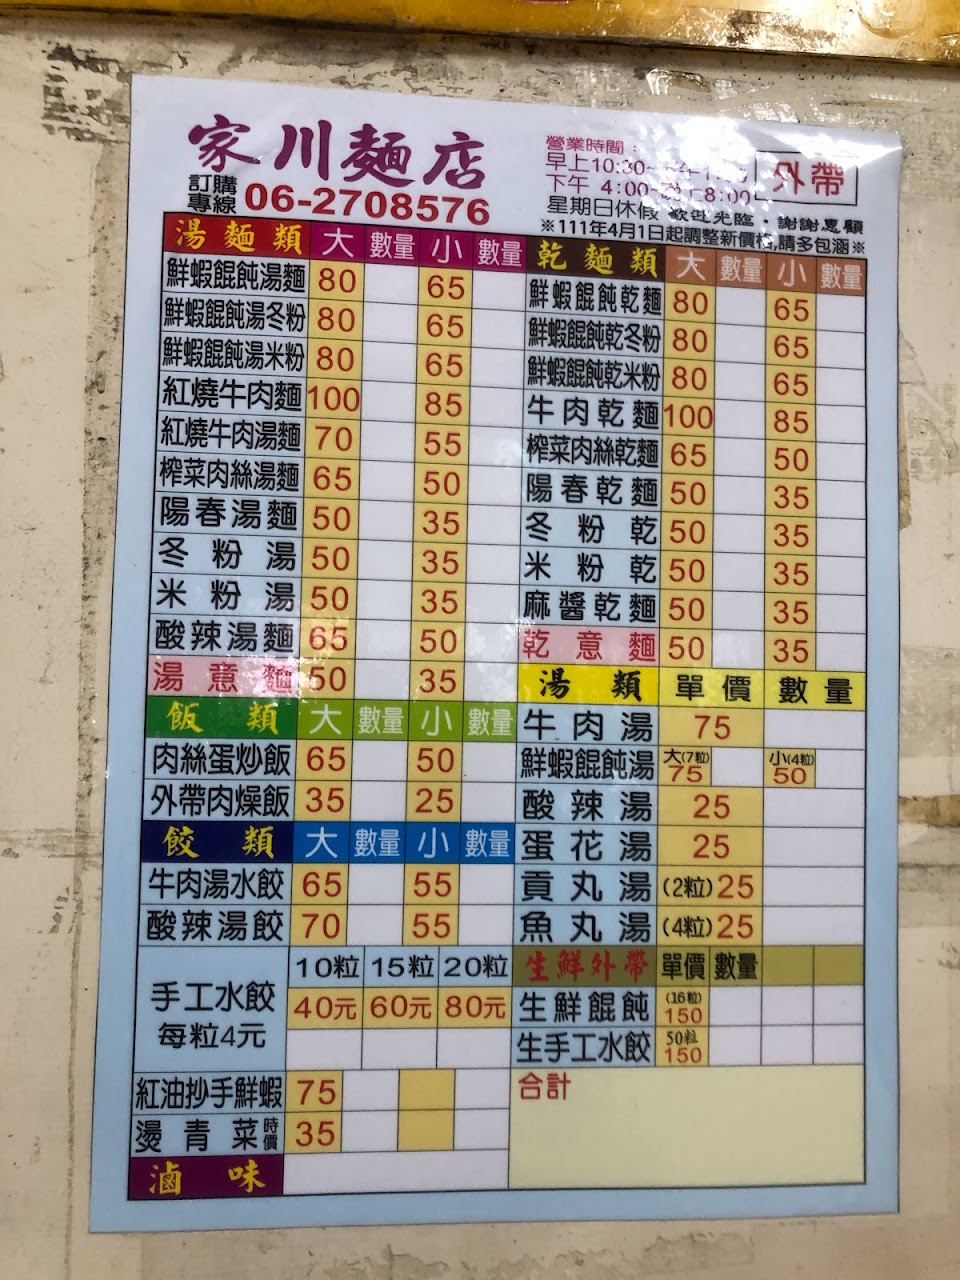 家川麵店
訂購專線 06-2708576
營業時間：
早上10:30~
下午 4:00~晚上8:00
星期日休假 歡迎光臨，謝謝惠顧
外帶
※111年4月1日起調整新價格,請多包涵※
湯麵類 大 數量 小 數量
鮮蝦餛飩湯麵 80 65
鮮蝦餛飩湯冬粉 80 65
鮮蝦餛飩湯米粉 80 65
紅燒牛肉麵 100 85
紅燒牛肉湯麵 70 55
榨菜肉絲湯麵 65 50
陽春湯麵 50 35
冬粉湯 50 35
米粉湯 50 35
酸辣湯麵 65 50
湯意麵 50 35
飯類 大 數量 小 數量
肉絲蛋炒飯 65 50
外帶肉燥飯 35 25
餃類 大 數量 小 數量
牛肉湯水餃 65 55
酸辣湯餃 70 55
手工水餃 每粒4元
10粒 15粒 20粒
40元 60元 80元
紅油抄手鮮蝦 75
燙青菜 時價 35
滷味
乾麵類 大 數量 小 數量
鮮蝦餛飩乾麵 80 65
鮮蝦餛飩乾冬粉 80 65
鮮蝦餛飩乾米粉 80 65
牛肉乾麵 100 85
榨菜肉絲乾麵 65 50
陽春乾麵 50 35
冬粉乾 50 35
米粉乾 50 35
麻醬乾麵 50 35
乾意麵 50 35
湯類 單價 數量
牛肉湯 75
鮮蝦餛飩湯 大(7粒) 75 小(4粒) 50
酸辣湯 25
蛋花湯 25
貢丸湯 (2粒) 25
魚丸湯 (4粒) 25
生鮮外帶 單價 數量
生鮮餛飩 (16粒) 150
生手工水餃 50粒 150
合計